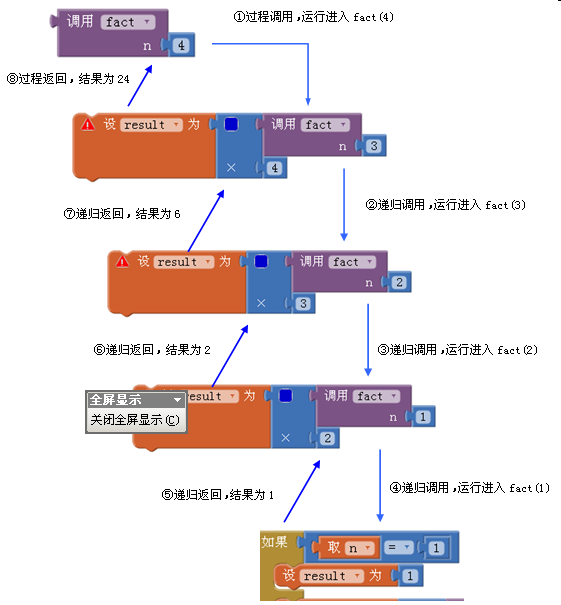 ①过程调用,运行进入 fact(4)
调用 fact
n 4
⑧过程返回，结果为 24
设 result 为 调用 fact
n 3
× 4
②递归调用,运行进入 fact(3)
⑦递归返回，结果为 6
设 result 为 调用 fact
n 2
× 3
③递归调用,运行进入 fact(2)
⑥递归返回，结果为 2
全屏显示
关闭全屏显示(C)
result 为 调用 fact
n 1
× 2
④递归调用,运行进入 fact(1)
⑤递归返回,结果为 1
如果 取 n = 1
设 result 为 1